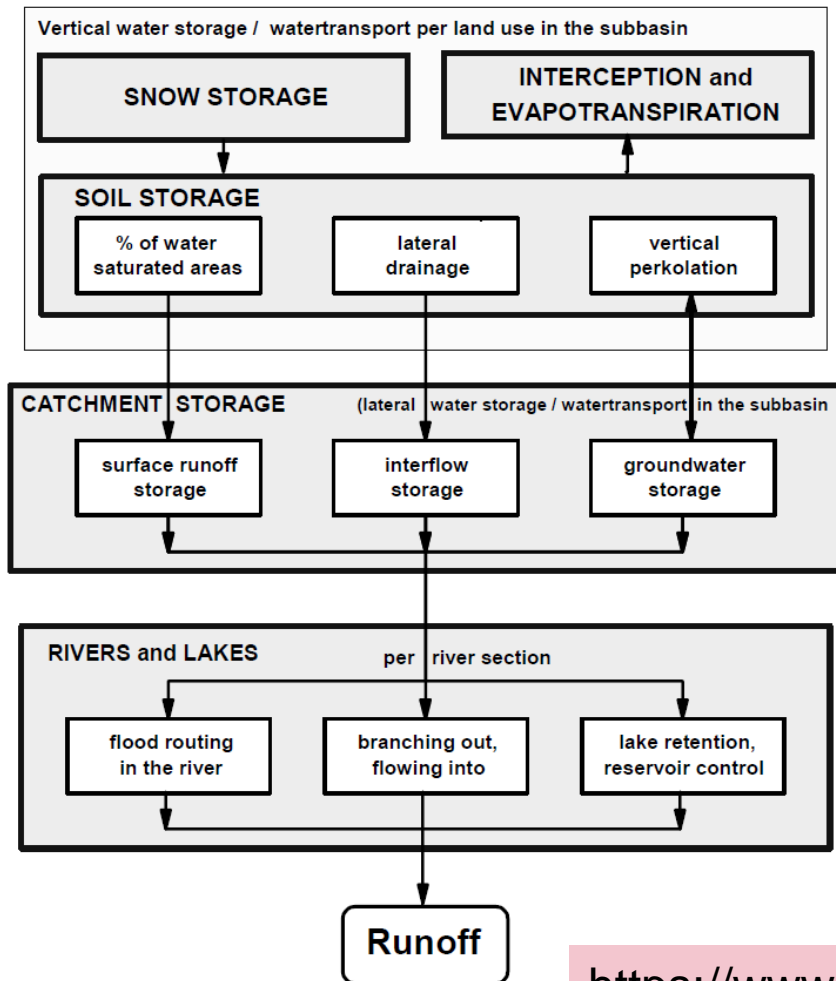 Vertical water storage / watertransport per land use in the subbasin
SNOW STORAGE
INTERCEPTION and
EVAPOTRANSPIRATION
SOIL STORAGE
% of water
saturated areas
lateral
drainage
vertical
perkolation
CATCHMENT STORAGE
(lateral water storage / watertransport in the subbasin
surface runoff
storage
interflow
storage
groundwater
storage
RIVERS and LAKES
per river section
flood routing
in the river
branching out,
flowing into
lake retention,
reservoir control
Runoff
https://www